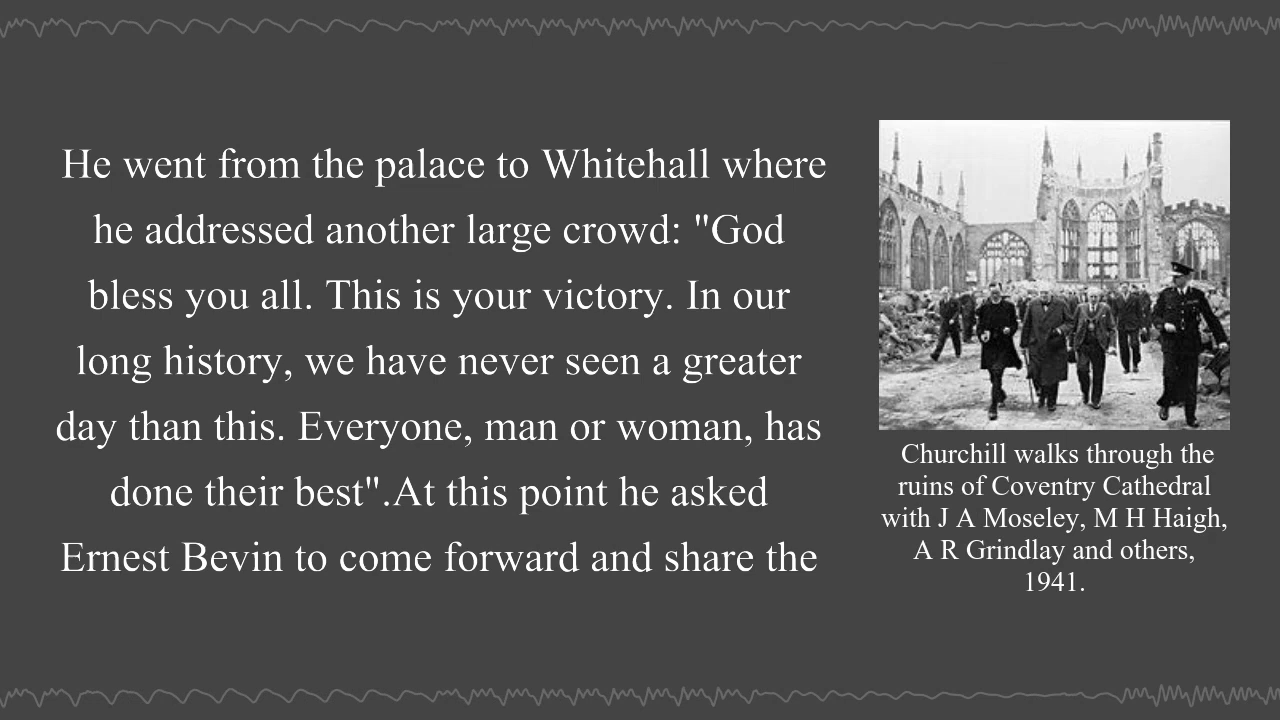 He went from the palace to Whitehall where
he addressed another large crowd: "God
bless you all. This is your victory. In our
long history, we have never seen a greater
day than this. Everyone, man or woman, has
done their best".At this point he asked
Ernest Bevin to come forward and share the
Churchill walks through the
ruins of Coventry Cathedral
with J A Moseley, M H Haigh,
A R Grindlay and others,
1941.